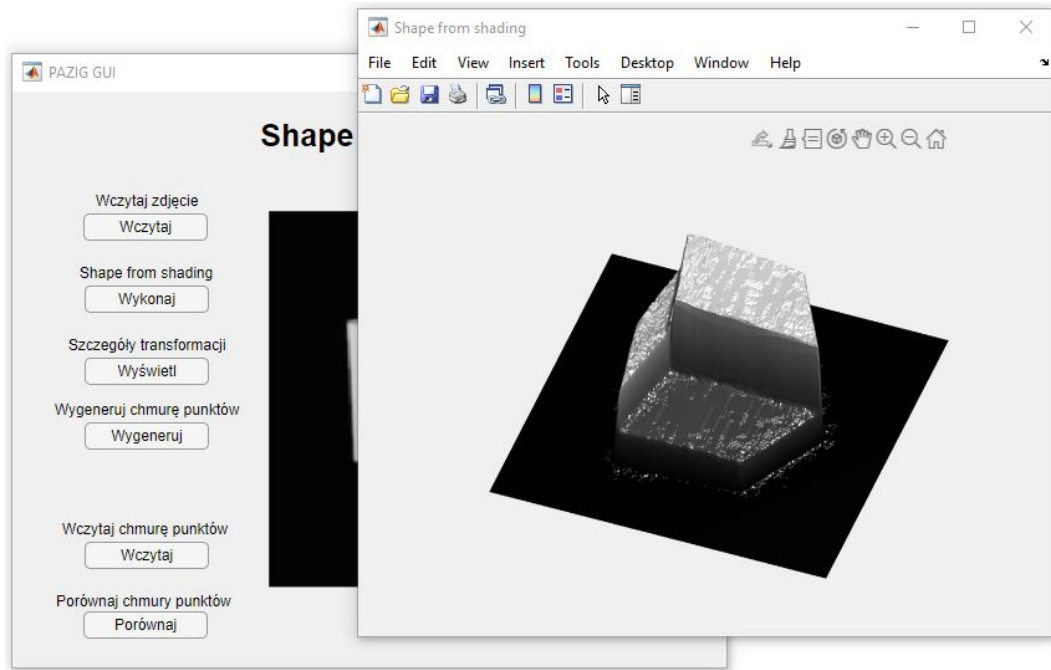 Shape from shading
File Edit View Insert Tools Desktop Window Help
PAZIG GUI
Shape
Wczytaj zdjęcie
Wczytaj
Shape from shading
Wykonaj
Szczegóły transformacji
Wyświetl
Wygeneruj chmurę punktów
Wygeneruj
Wczytaj chmurę punktów
Wczytaj
Porównaj chmury punktów
Porównaj